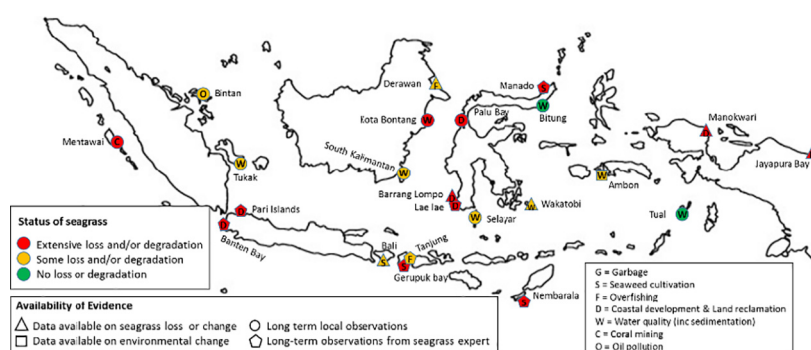 Derawan
F
Manado
S
O
Bintan
W
Bitung
Kota Bontang
W
D
Palu Bay
Manokwari
D
Mentawai
C
South Kalimantan
W
Tukak
W
Jayapura Bay
W
Ambon
Barrang Lompo
D
Lae lae
D
W
Wakatobi
D
Pari Islands
W
Selayar
Tual
W
D
Banten Bay
Bali
S
Tanjung
F
S
Gerupuk bay
S
Nembarala
Status of seagrass
Extensive loss and/or degradation
Some loss and/or degradation
No loss or degradation
Availability of Evidence
Data available on seagrass loss or change
Long term local observations
Data available on environmental change
Long-term observations from seagrass expert
G = Garbage
S = Seaweed cultivation
F = Overfishing
D = Coastal development & Land reclamation
W = Water quality (inc sedimentation)
C = Coral mining
O = Oil pollution